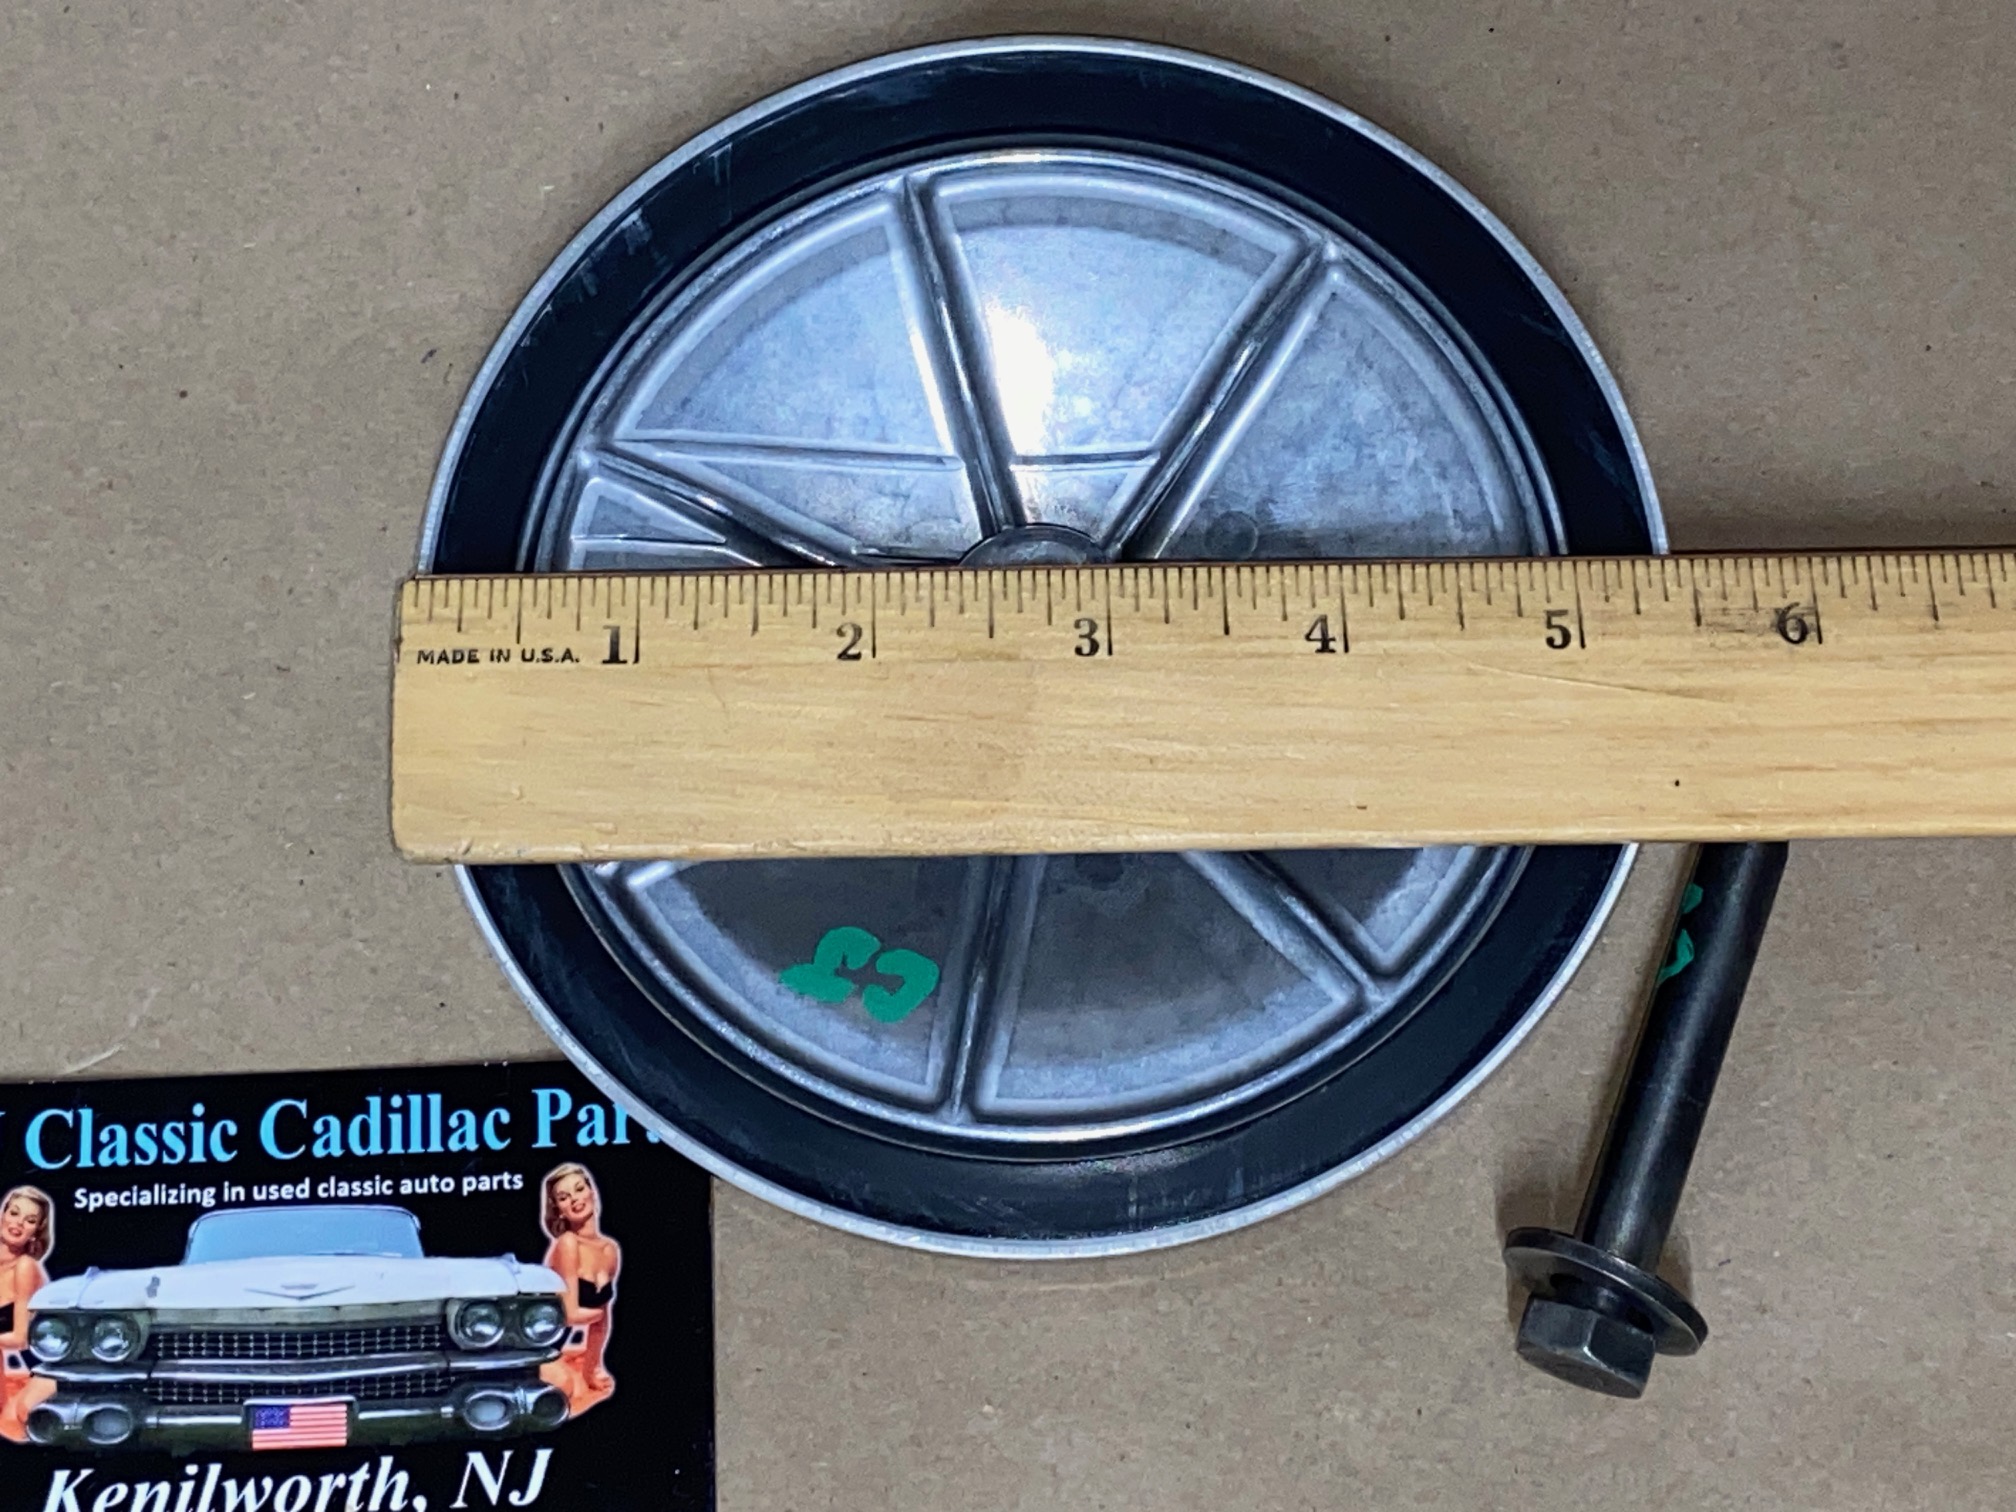 1 2 3 4 5 6
MADE IN U.S.A.
Classic Cadillac Par
Specializing in used classic auto parts
Kenilworth, NJ